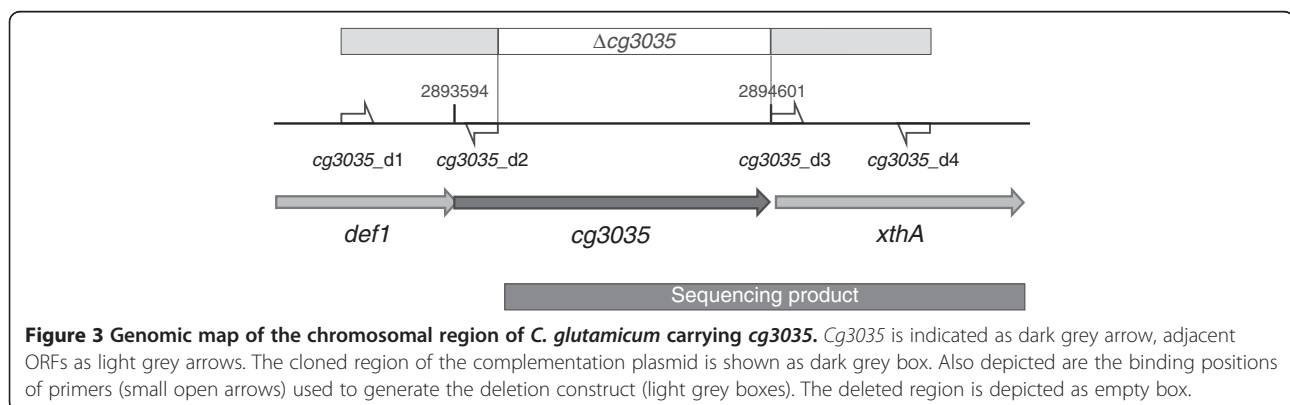 Δcg3035
2893594 2894601
cg3035_d1 cg3035_d2 cg3035_d3 cg3035_d4
def1 cg3035 xthA
Sequencing product
Figure 3 Genomic map of the chromosomal region of C. glutamicum carrying cg3035. Cg3035 is indicated as dark grey arrow, adjacent
ORFs as light grey arrows. The cloned region of the complementation plasmid is shown as dark grey box. Also depicted are the binding positions
of primers (small open arrows) used to generate the deletion construct (light grey boxes). The deleted region is depicted as empty box.